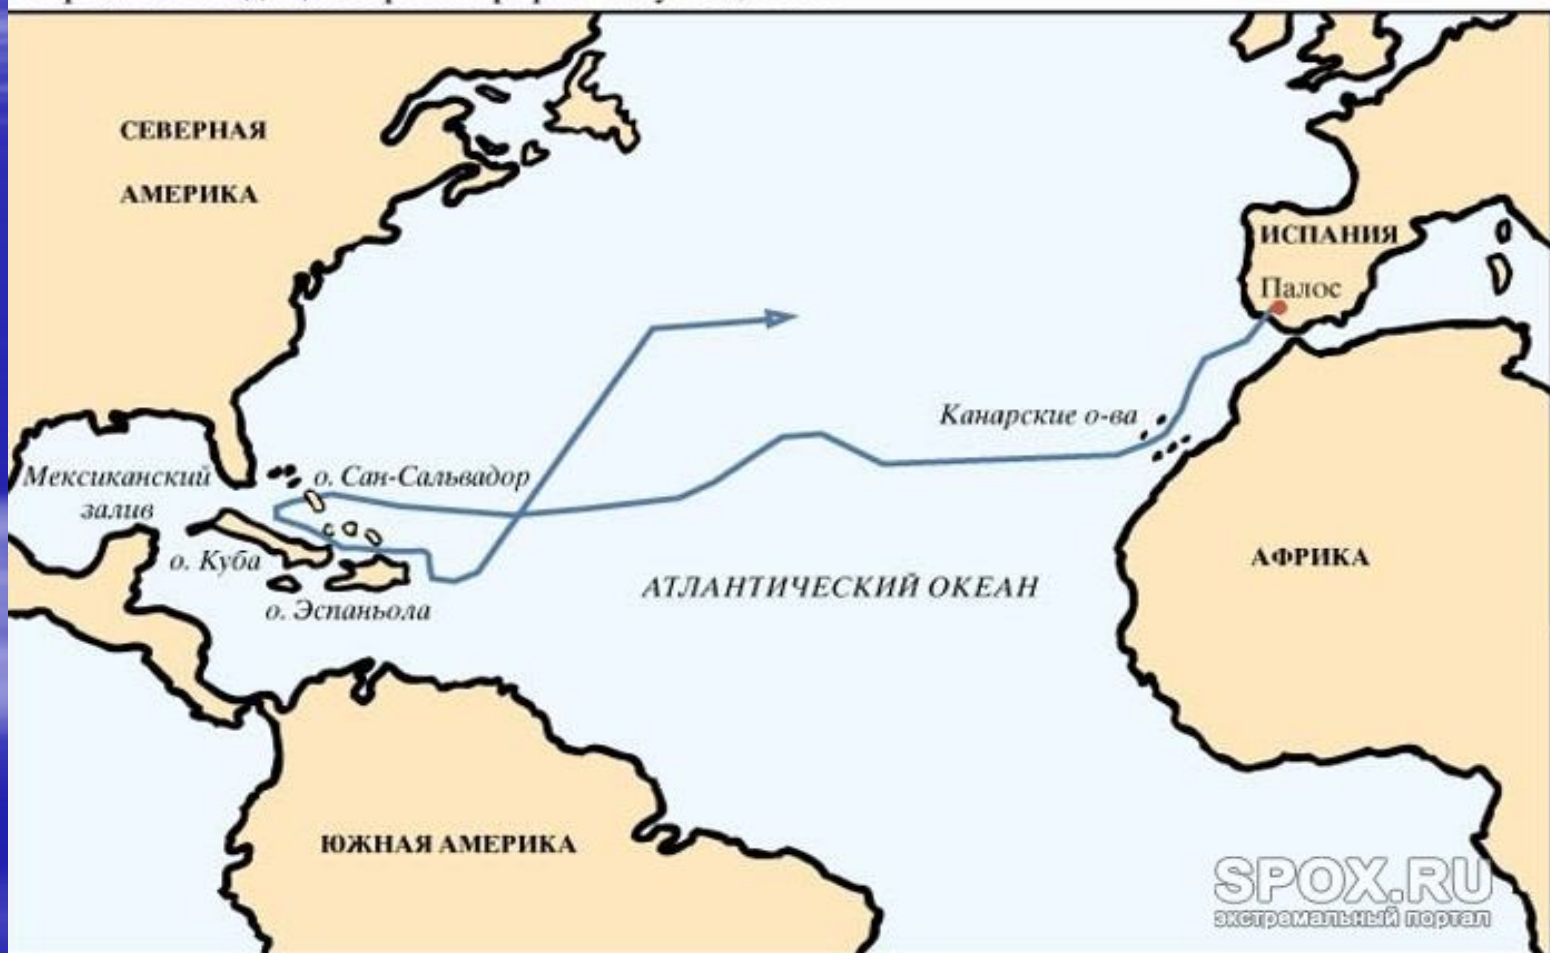 СЕВЕРНАЯ
АМЕРИКА
ИСПАНИЯ
Палос
Канарские о-ва
Мексиканский
залив
о. Сан-Сальвадор
о. Куба
о. Эспаньола
АТЛАНТИЧЕСКИЙ ОКЕАН
АФРИКА
ЮЖНАЯ АМЕРИКА
SPOX.RU
экстремальный портал